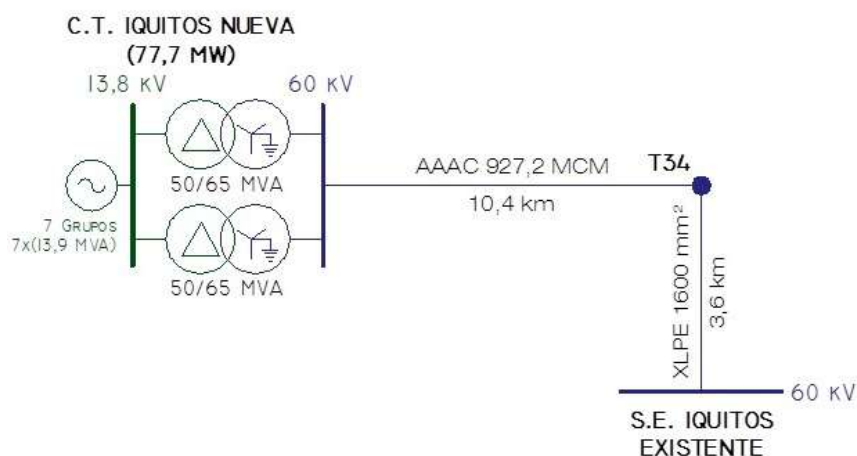 C.T. IQUITOS NUEVA
(77,7 MW)
13,8 KV
60 KV
50/65 MVA
7 GRUPOS
7x(13,9 MVA)
50/65 MVA
AAAC 927,2 MCM
10,4 km
T34
XLPE 1600 mm²
3,6 km
60 KV
S.E. IQUITOS
EXISTENTE